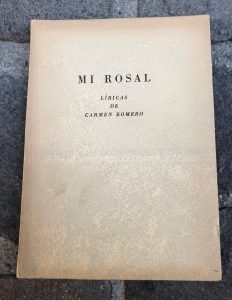 MI ROSAL
LÍRICAS
DE
CARMEN ROMERO